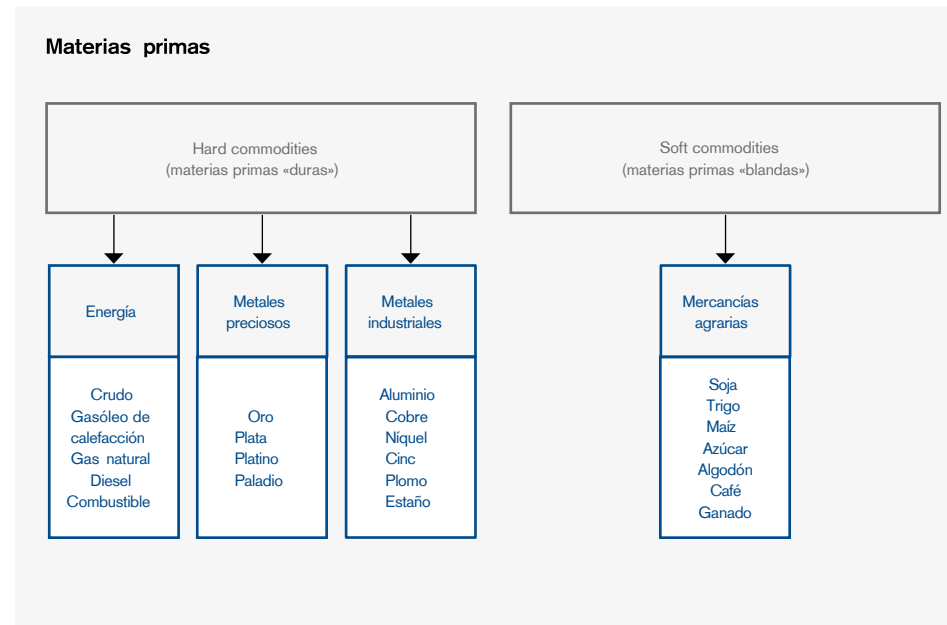 Materias primas
Hard commodities
(materias primas «duras»)
Soft commodities
(materias primas «blandas»)
Energía
Metales
preciosos
Metales
industriales
Mercancías
agrarias
Crudo
Gasóleo de
calefacción
Gas natural
Diesel
Combustible
Oro
Plata
Platino
Paladio
Aluminio
Cobre
Níquel
Cinc
Plomo
Estaño
Soja
Trigo
Maíz
Azúcar
Algodón
Café
Ganado